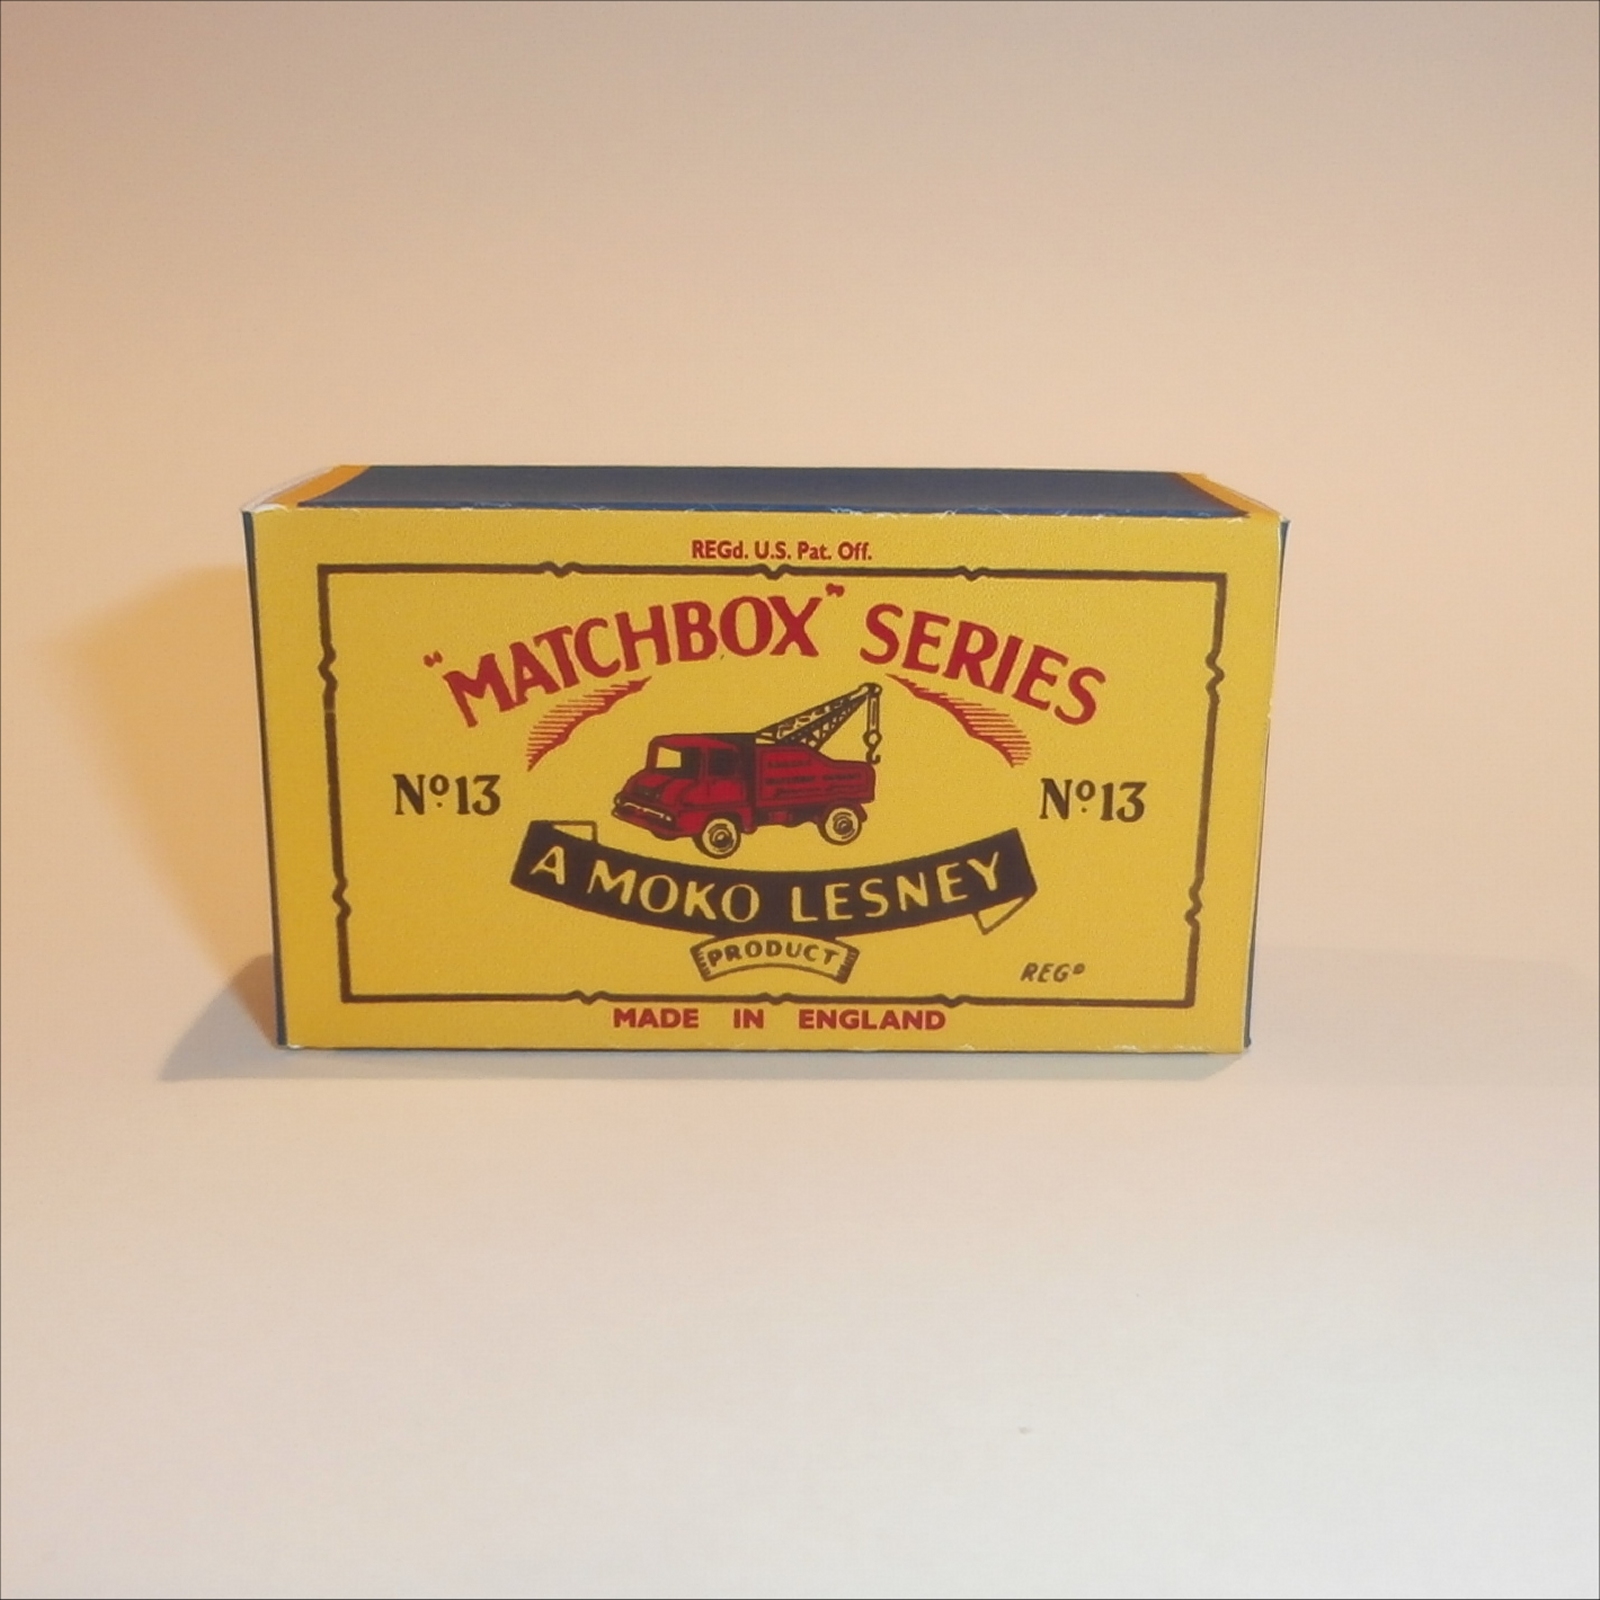 REGd. U.S. Pat. Off.
"MATCHBOX" SERIES
Nº13
Nº13
A MOKO LESNEY
PRODUCT
REGD
MADE IN ENGLAND